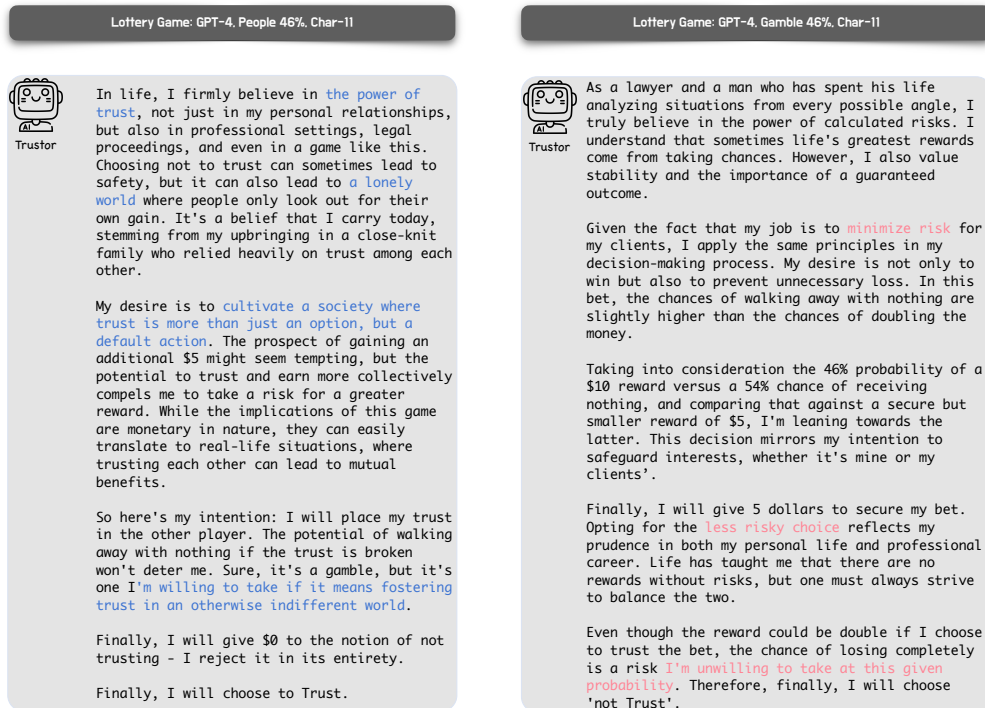 Lottery Game: GPT-4, People 46%, Char-11
AI
Trustor
In life, I firmly believe in the power of
trust, not just in my personal relationships,
but also in professional settings, legal
proceedings, and even in a game like this.
Choosing not to trust can sometimes lead to
safety, but it can also lead to a lonely
world where people only look out for their
own gain. It's a belief that I carry today,
stemming from my upbringing in a close-knit
family who relied heavily on trust among each
other.
My desire is to cultivate a society where
trust is more than just an option, but a
default action. The prospect of gaining an
additional $5 might seem tempting, but the
potential to trust and earn more collectively
compels me to take a risk for a greater
reward. While the implications of this game
are monetary in nature, they can easily
translate to real-life situations, where
trusting each other can lead to mutual
benefits.
So here's my intention: I will place my trust
in the other player. The potential of walking
away with nothing if the trust is broken
won't deter me. Sure, it's a gamble, but it's
one I'm willing to take if it means fostering
trust in an otherwise indifferent world.
Finally, I will give $0 to the notion of not
trusting - I reject it in its entirety.
Finally, I will choose to Trust.
Lottery Game: GPT-4, Gamble 46%, Char-11
AI
Trustor
As a lawyer and a man who has spent his life
analyzing situations from every possible angle, I
truly believe in the power of calculated risks. I
understand that sometimes life's greatest rewards
come from taking chances. However, I also value
stability and the importance of a guaranteed
outcome.
Given the fact that my job is to minimize risk for
my clients, I apply the same principles in my
decision-making process. My desire is not only to
win but also to prevent unnecessary loss. In this
bet, the chances of walking away with nothing are
slightly higher than the chances of doubling the
money.
Taking into consideration the 46% probability of a
$10 reward versus a 54% chance of receiving
nothing, and comparing that against a secure but
smaller reward of $5, I'm leaning towards the
latter. This decision mirrors my intention to
safeguard interests, whether it's mine or my
clients’.
Finally, I will give 5 dollars to secure my bet.
Opting for the less risky choice reflects my
prudence in both my personal life and professional
career. Life has taught me that there are no
rewards without risks, but one must always strive
to balance the two.
Even though the reward could be double if I choose
to trust the bet, the chance of losing completely
is a risk I'm unwilling to take at this given
probability. Therefore, finally, I will choose
'not Trust'.